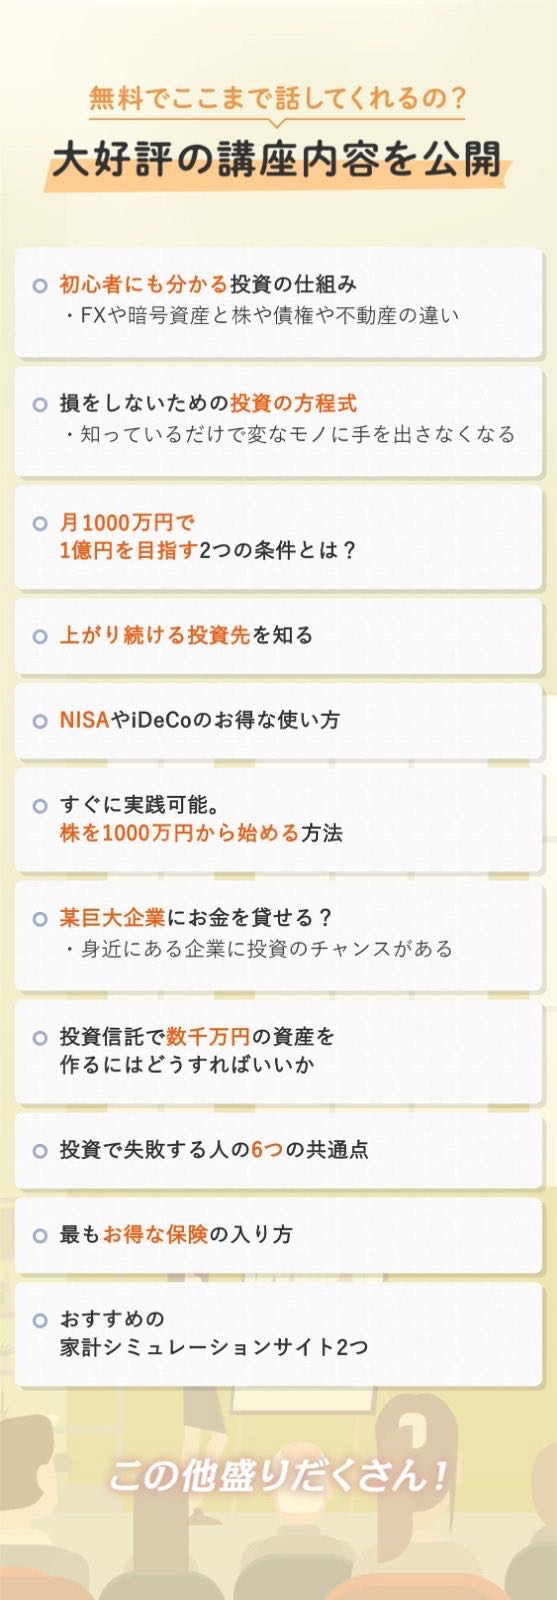 無料でここまで話してくれるの？
大好評の講座内容を公開
初心者にも分かる投資の仕組み
・FXや暗号資産と株や債権や不動産の違い
損をしないための投資の方程式
・知っているだけで変なモノに手を出さなくなる
月1000万円で
1億円を目指す2つの条件とは？
上がり続ける投資先を知る
NISAやiDeCoのお得な使い方
すぐに実践可能。
株を1000万円から始める方法
某巨大企業にお金を貸せる？
・身近にある企業に投資のチャンスがある
投資信託で数千万円の資産を
作るにはどうすればいいか
投資で失敗する人の6つの共通点
最もお得な保険の入り方
おすすめの
家計シミュレーションサイト2つ
この他盛りだくさん！